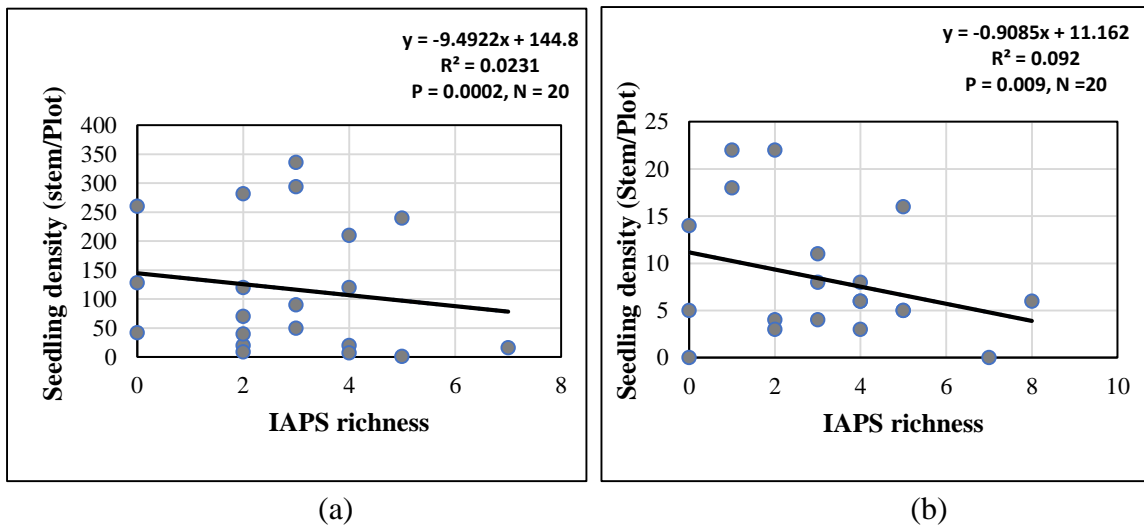 y = -9.4922x + 144.8
R² = 0.0231
P = 0.0002, N = 20
Seedling density (stem/Plot)
400
350
300
250
200
150
100
50
0
0 2 4 6 8
IAPS richness
(a)
y = -0.9085x + 11.162
R² = 0.092
P = 0.009, N =20
Seedling density (Stem/Plot)
25
20
15
10
5
0
0 2 4 6 8 10
IAPS richness
(b)